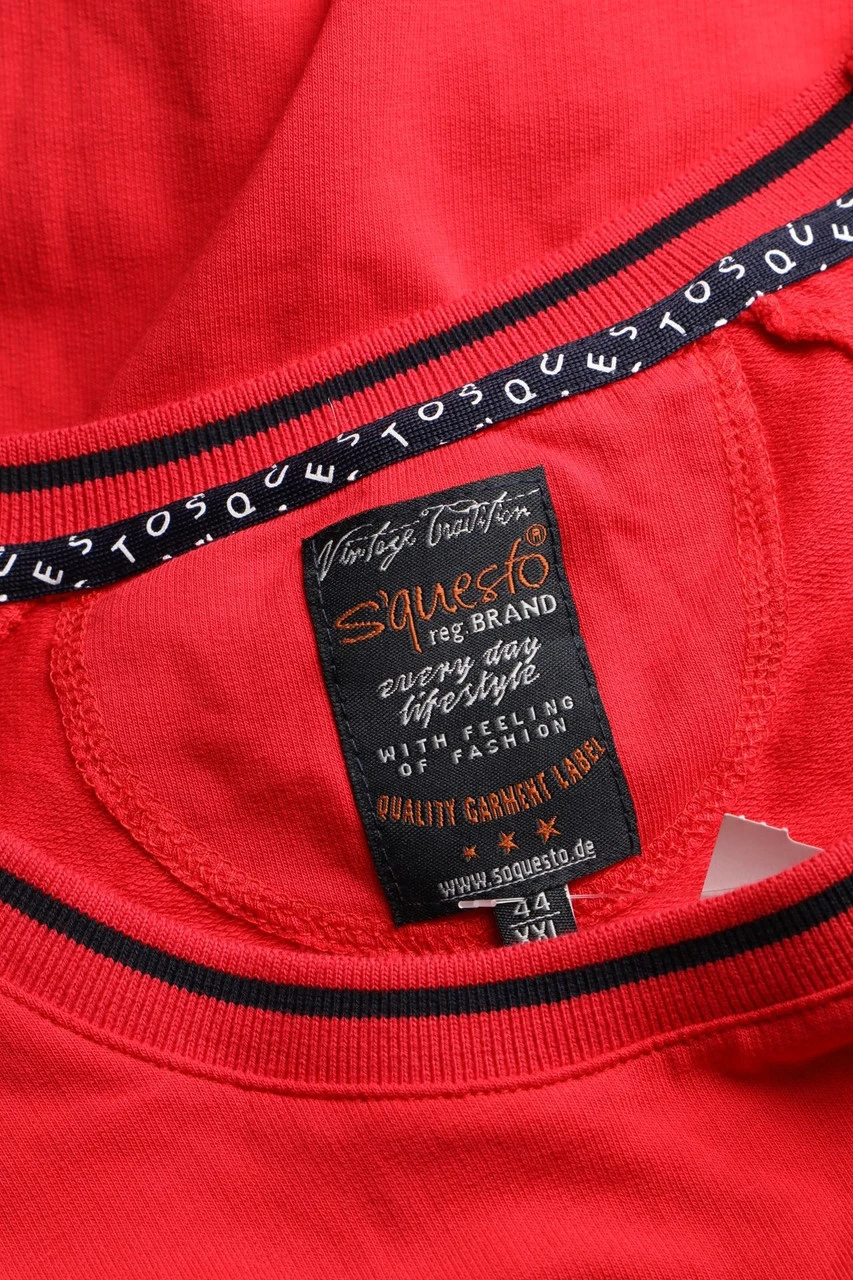 QUESTOSQUESTOSQUESTOSQUE
Vintage Tradition
S'questo®
reg. BRAND
every day
lifestyle
WITH FEELING
OF FASHION
QUALITY GARMENT LABEL
www.soquesto.de
44
XXL